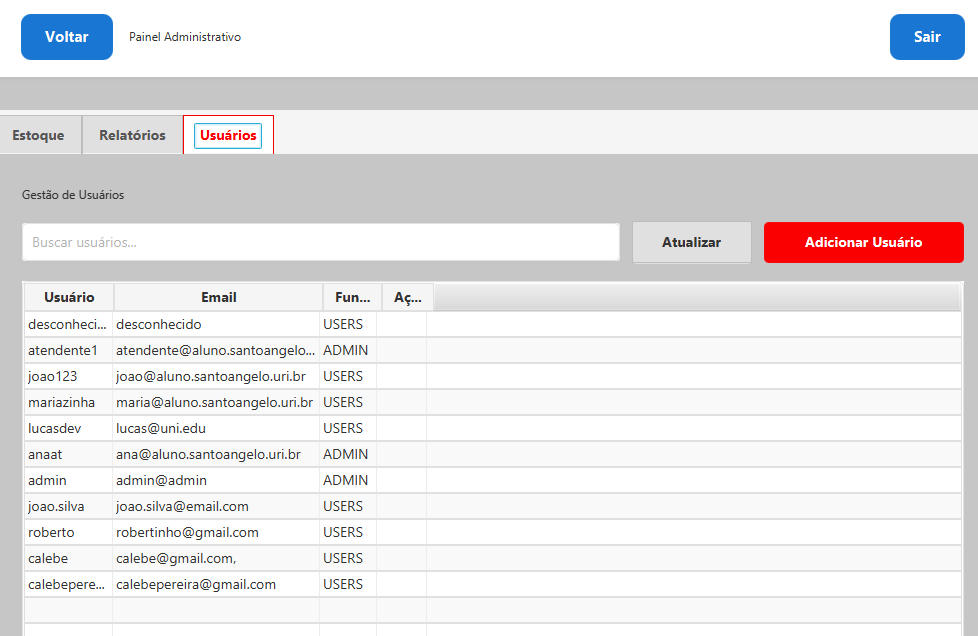 Voltar Painel Administrativo Sair
Estoque Relatórios Usuários
Gestão de Usuários
Buscar usuários... Atualizar Adicionar Usuário
Usuário Email Fun... Aç...
desconheci... desconhecido USERS
atendente1 atendente@aluno.santoangelo... ADMIN
joao123 joao@aluno.santoangelo.uri.br USERS
mariazinha maria@aluno.santoangelo.uri.br USERS
lucasdev lucas@uni.edu USERS
anaat ana@aluno.santoangelo.uri.br ADMIN
admin admin@admin ADMIN
joao.silva joao.silva@email.com USERS
roberto robertinho@gmail.com USERS
calebe calebe@gmail.com, USERS
calebepere... calebepereira@gmail.com USERS